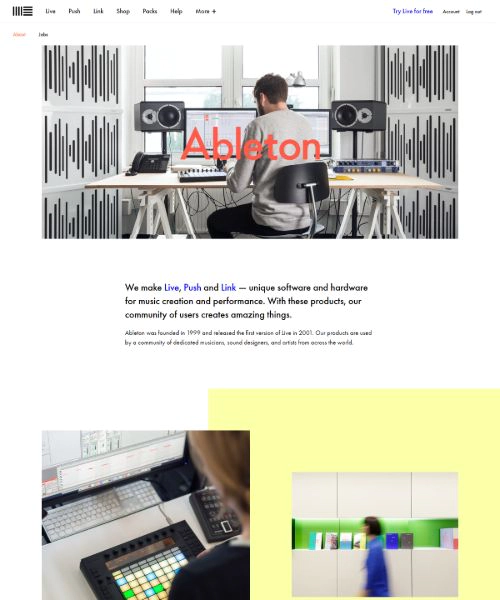 Live Push Link Shop Packs Help More +
Try Live for free Account Log out
About Jobs
Ableton
We make Live, Push and Link — unique software and hardware
for music creation and performance. With these products, our
community of users creates amazing things.
Ableton was founded in 1999 and released the first version of Live in 2001. Our products are used
by a community of dedicated musicians, sound designers, and artists from across the world.